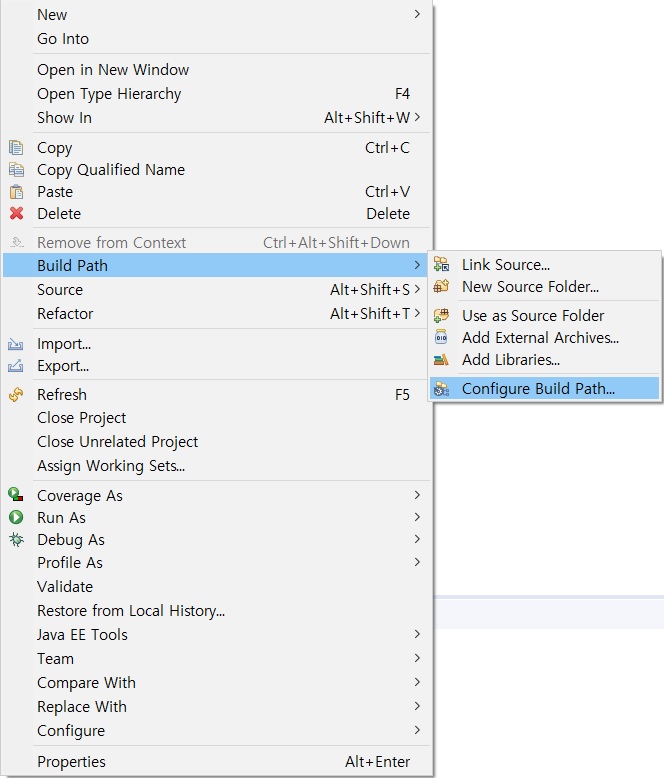 New
Go Into
Open in New Window
Open Type Hierarchy F4
Show In Alt+Shift+W
Copy Ctrl+C
Copy Qualified Name
Paste Ctrl+V
Delete Delete
Remove from Context Ctrl+Alt+Shift+Down
Build Path
Source Alt+Shift+S
Refactor Alt+Shift+T
Import...
Export...
Refresh F5
Close Project
Close Unrelated Project
Assign Working Sets...
Coverage As
Run As
Debug As
Profile As
Validate
Restore from Local History...
Java EE Tools
Team
Compare With
Replace With
Configure
Properties Alt+Enter
Link Source...
New Source Folder...
Use as Source Folder
Add External Archives...
Add Libraries...
Configure Build Path...